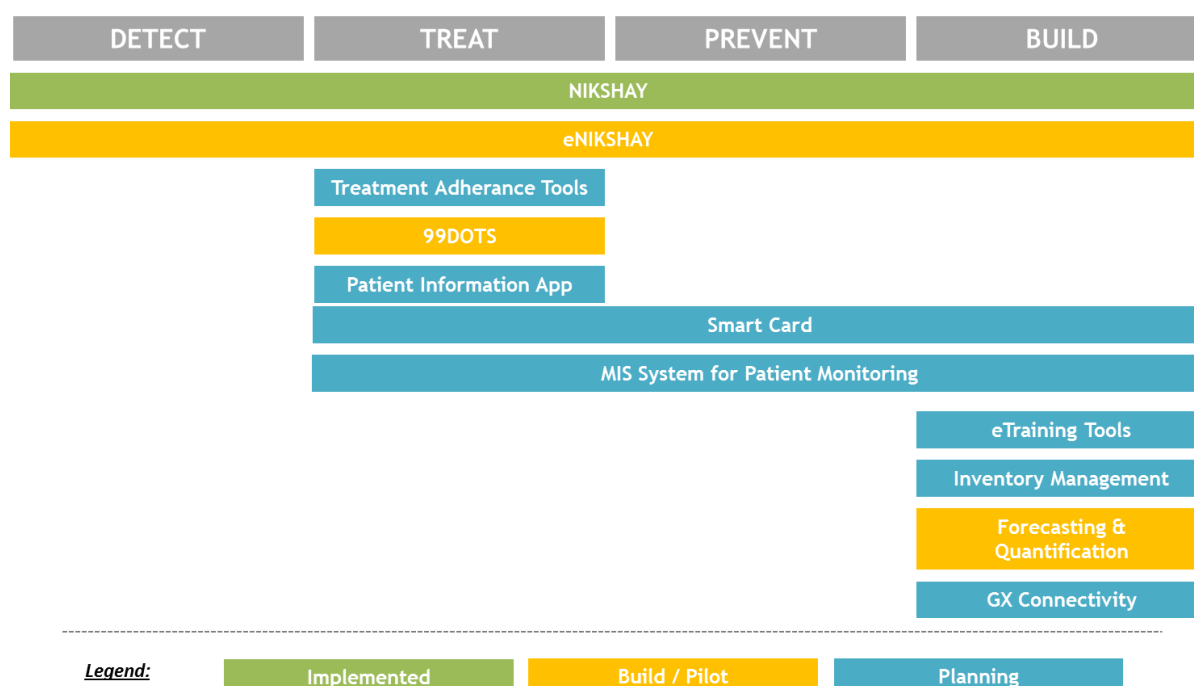 DETECT
TREAT
PREVENT
BUILD
NIKSHAY
eNIKSHAY
Treatment Adherance Tools
99DOTS
Patient Information App
Smart Card
MIS System for Patient Monitoring
eTraining Tools
Inventory Management
Forecasting &
Quantification
GX Connectivity
Legend:
Implemented
Build / Pilot
Planning